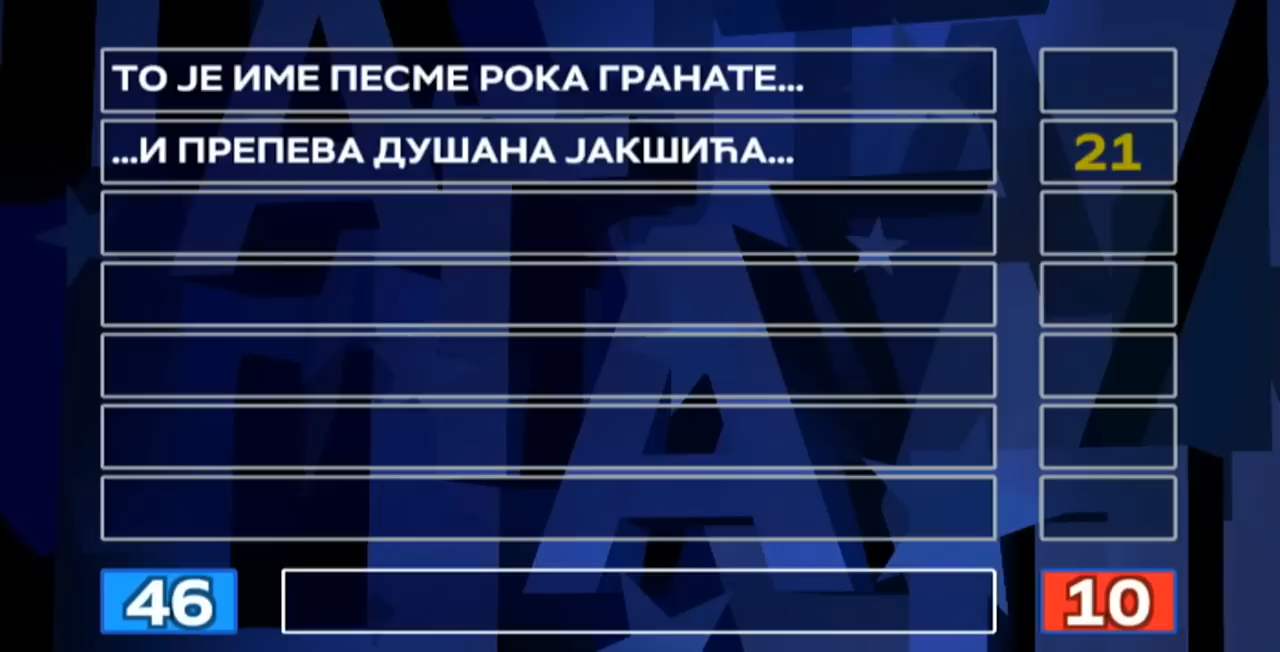 ТО ЈЕ ИМЕ ПЕСМЕ РОКА ГРАНАТЕ...
...И ПРЕПЕВА ДУШАНА ЈАКШИЋА...
21
46
10